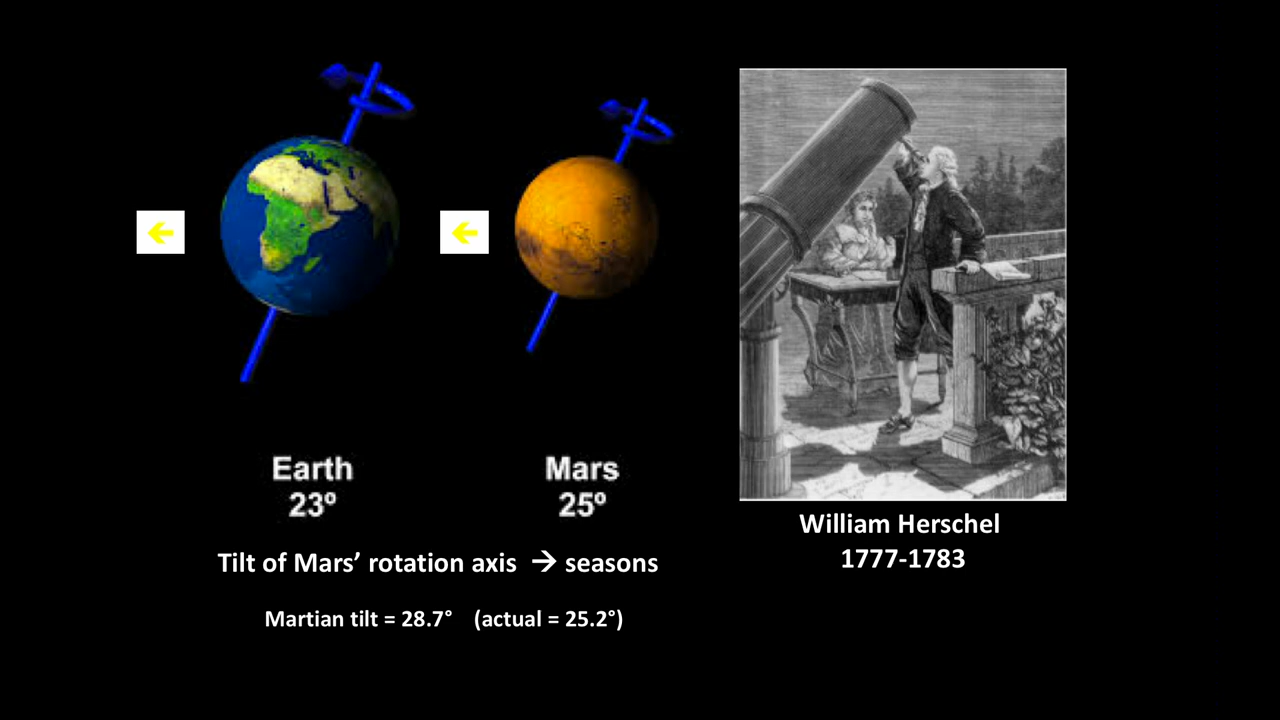 Earth
23º
Mars
25º
Tilt of Mars’ rotation axis → seasons
Martian tilt = 28.7° (actual = 25.2°)
William Herschel
1777-1783